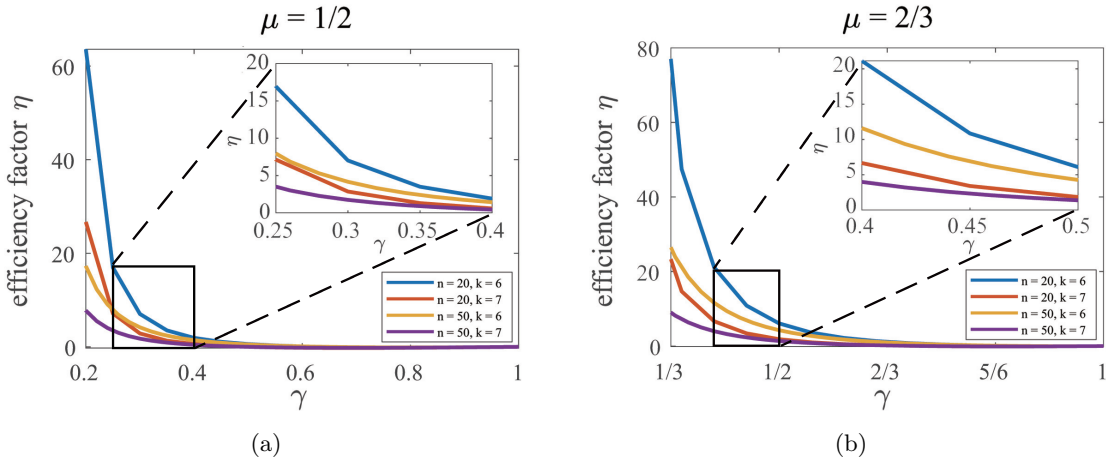 μ = 1/2
efficiency factor η
60
40
20
0
0.2
0.4
0.6
0.8
1
γ
20
15
10
5
0
η
0.25
0.3
0.35
0.4
γ
n = 20, k = 6
n = 20, k = 7
n = 50, k = 6
n = 50, k = 7
(a)
μ = 2/3
efficiency factor η
80
60
40
20
0
1/3
1/2
2/3
5/6
1
γ
20
15
10
5
0
η
0.4
0.45
0.5
γ
n = 20, k = 6
n = 20, k = 7
n = 50, k = 6
n = 50, k = 7
(b)